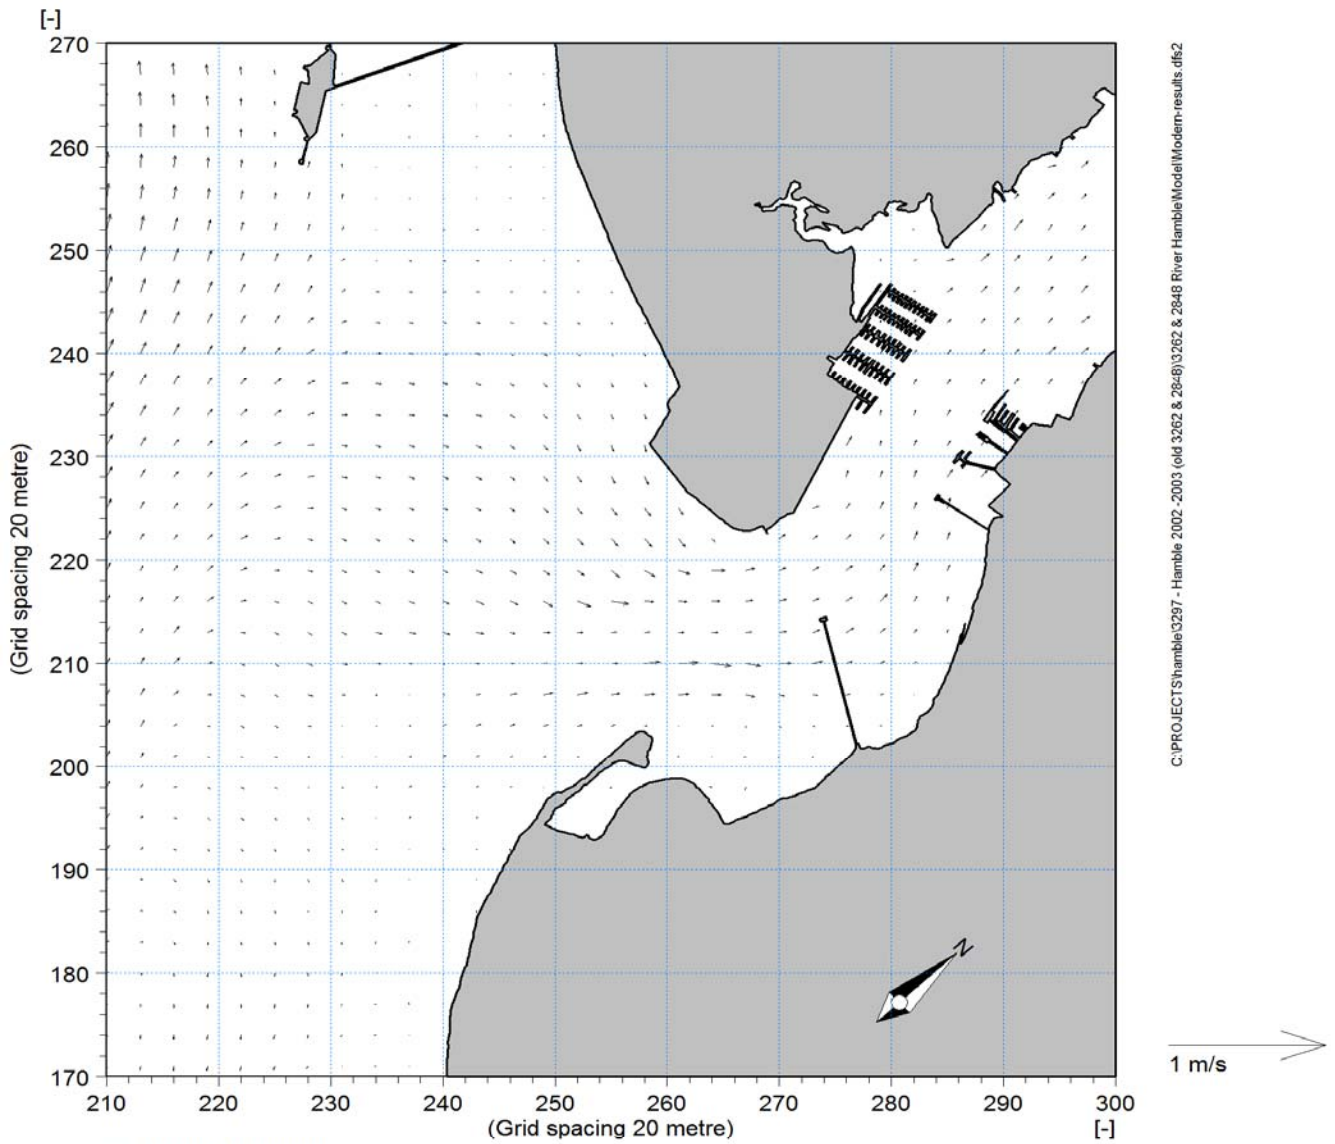 [-]
270
260
250
240
230
220
210
200
190
180
170
(Grid spacing 20 metre)
210 220 230 240 250 260 270 280 290 300
(Grid spacing 20 metre)
[-]
N
1 m/s
C:\PROJECTS\hamble\3297 - Hamble 2002-2003 (old 3262 & 2848)\3262 & 2848 River Hamble\Model\Modern-results.dfs2